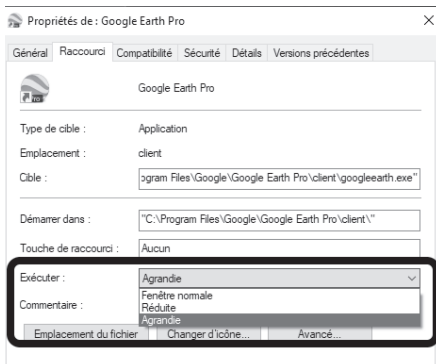 Propriétés de : Google Earth Pro
Général Raccourci Compatibilité Sécurité Détails Versions précédentes
Google Earth Pro
Type de cible : Application
Emplacement : client
Cible : ogram Files\Google\Google Earth Pro\client\googleearth.exe"
Démarrer dans : "C:\Program Files\Google\Google Earth Pro\client\"
Touche de raccourci : Aucun
Exécuter : Agrandie
Fenêtre normale
Commentaire : Réduite
Agrandie
Emplacement du fichier Changer d'icône... Avancé...